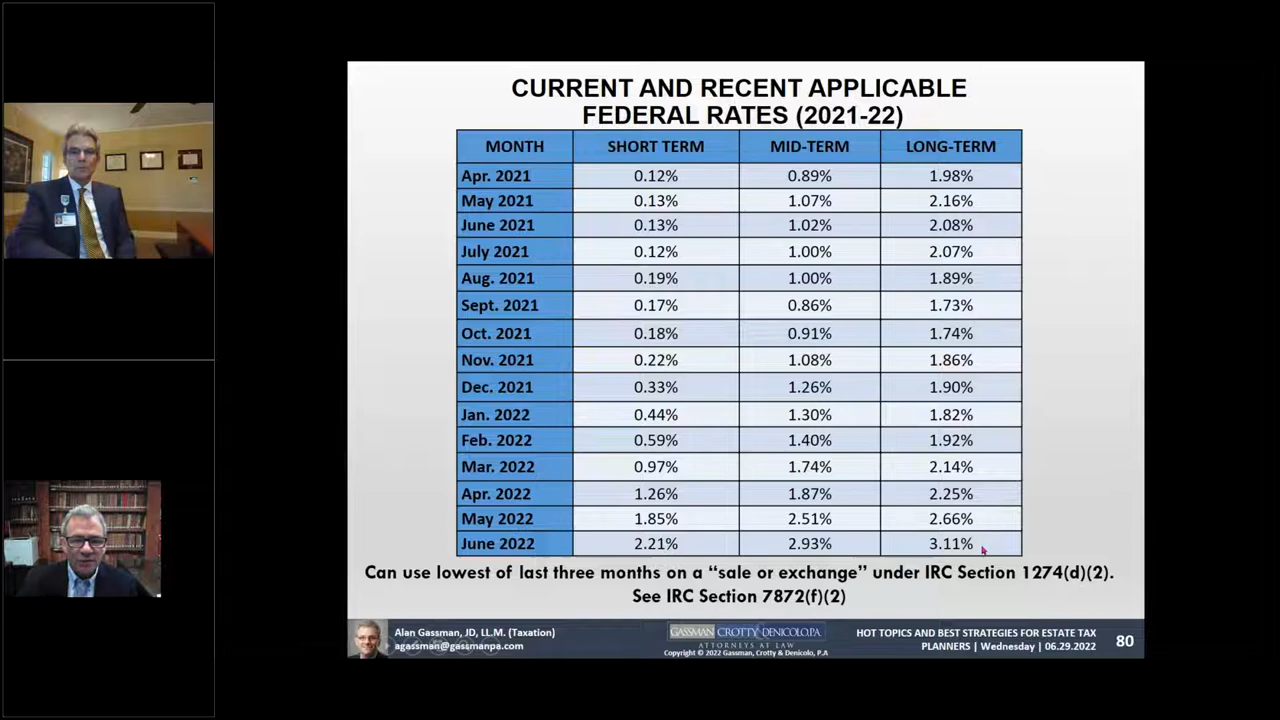 CURRENT AND RECENT APPLICABLE
FEDERAL RATES (2021-22)
MONTH SHORT TERM MID-TERM LONG-TERM
Apr. 2021 0.12% 0.89% 1.98%
May 2021 0.13% 1.07% 2.16%
June 2021 0.13% 1.02% 2.08%
July 2021 0.12% 1.00% 2.07%
Aug. 2021 0.19% 1.00% 1.89%
Sept. 2021 0.17% 0.86% 1.73%
Oct. 2021 0.18% 0.91% 1.74%
Nov. 2021 0.22% 1.08% 1.86%
Dec. 2021 0.33% 1.26% 1.90%
Jan. 2022 0.44% 1.30% 1.82%
Feb. 2022 0.59% 1.40% 1.92%
Mar. 2022 0.97% 1.74% 2.14%
Apr. 2022 1.26% 1.87% 2.25%
May 2022 1.85% 2.51% 2.66%
June 2022 2.21% 2.93% 3.11%
Can use lowest of last three months on a “sale or exchange” under IRC Section 1274(d)(2).
See IRC Section 7872(f)(2)
Alan Gassman, JD, LL.M. (Taxation)
agassman@gassmanpa.com
GASSMAN CROTTY DENICOLO, P.A.
ATTORNEYS AT LAW
Copyright © 2022 Gassman, Crotty & Denicolo, P.A
HOT TOPICS AND BEST STRATEGIES FOR ESTATE TAX
PLANNERS | Wednesday | 06.29.2022
80